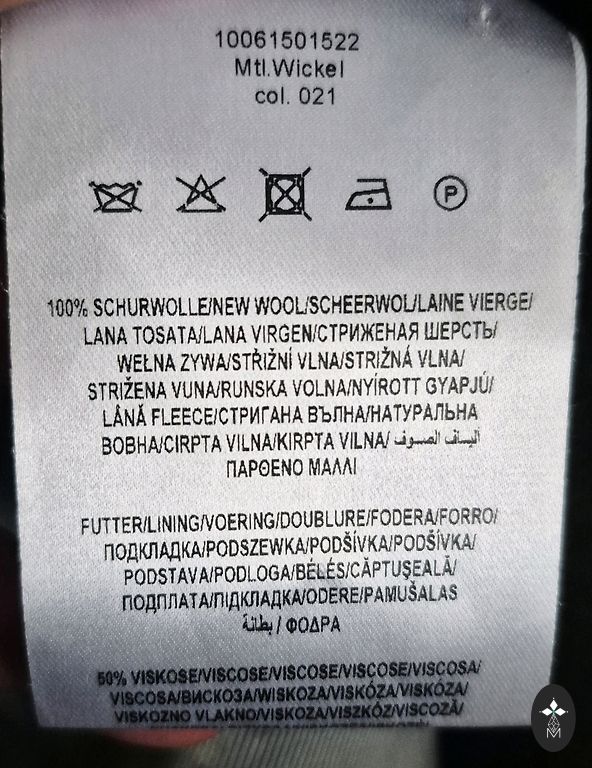 10061501522
Mtl.Wickel
col. 021
P
100% SCHURWOLLE/NEW WOOL/SCHEERWOL/LAINE VIERGE/
LANA TOSATA/LANA VIRGEN/СТРИЖЕНАЯ ШЕРСТЬ/
WEŁNA ZYWA/STŘIŽNÍ VLNA/STRIŽNÁ VLNA/
STRIŽENA VUNA/RUNSKA VOLNA/NYÍROTT GYAPJÚ/
LÂNĂ FLEECE/СТРИГАНА ВЪЛНА/НАТУРАЛЬНА
ВОВНА/CIRPTA VILNA/KIRPTA VILNA/ الياف الصوف
ΠΑΡΘΕΝΟ ΜΑΛΛΙ
FUTTER/LINING/VOERING/DOUBLURE/FODERA/FORRO/
ПОДКЛАДКА/PODSZEWKA/PODŠÍVKA/PODŠÍVKA/
PODSTAVA/PODLOGA/BÉLÉS/CĂPTUŞEALĂ/
ПОДПЛАТА/ПІДКЛАДКА/ODERE/PAMUŠALAS
بطانة / ΦΟΔΡΑ
50% VISKOSE/VISCOSE/VISCOSE/VISCOSE/VISCOSA/
VISCOSA/ВИСКОЗА/WISKOZA/VISKÓZA/VISKÓZA/
VISKOZNO VLAKNO/VISKOZA/VISZKÓZ/VISCOZĂ/
M